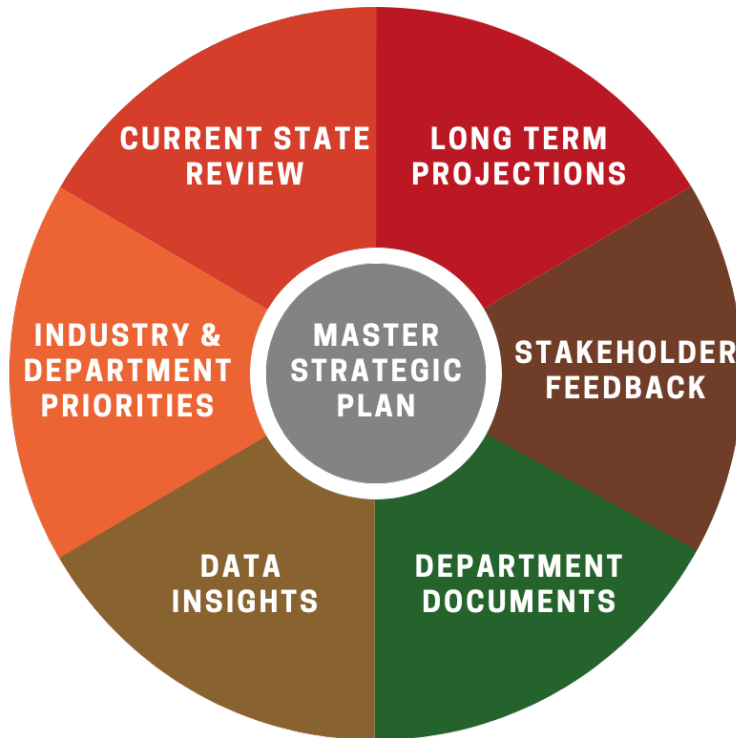 CURRENT STATE
REVIEW
LONG TERM
PROJECTIONS
INDUSTRY &
DEPARTMENT
PRIORITIES
MASTER
STRATEGIC
PLAN
STAKEHOLDER
FEEDBACK
DATA
INSIGHTS
DEPARTMENT
DOCUMENTS